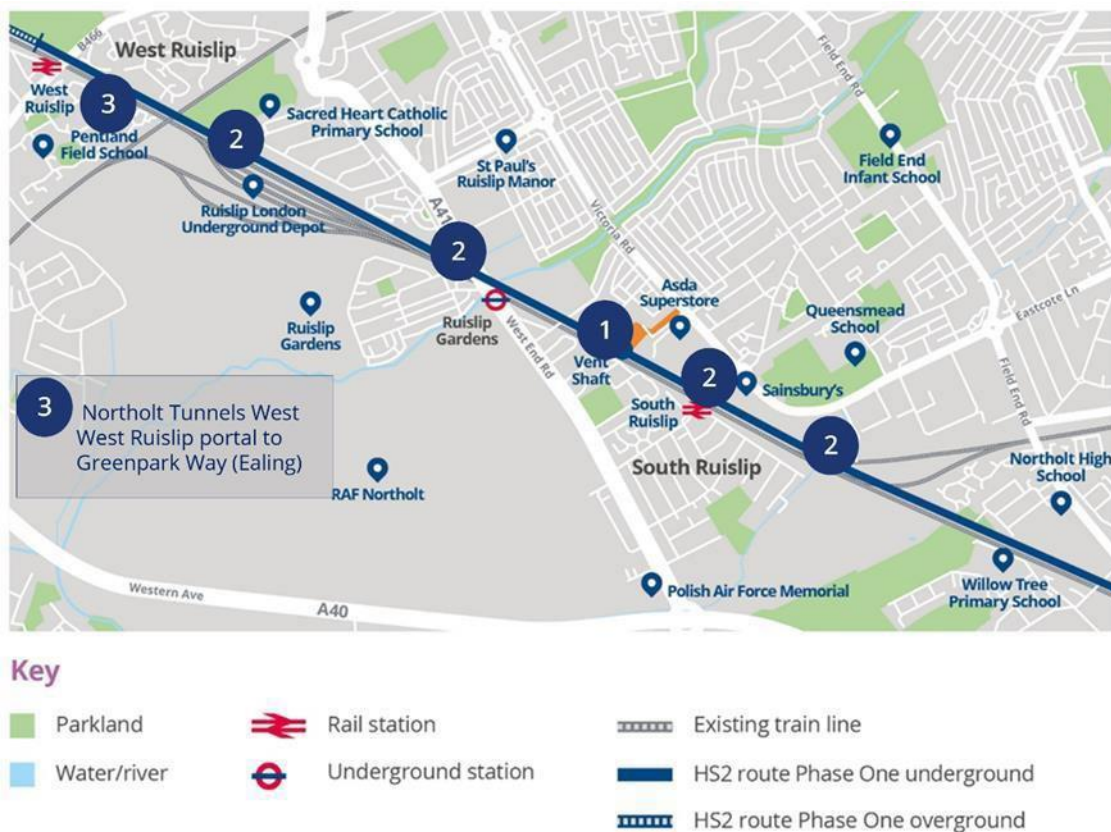 B466
West Ruislip
West
Ruislip
3
Pentland
Field School
2
Sacred Heart Catholic
Primary School
St Paul's
Ruislip Manor
Field End Rd
Field End
Infant School
Ruislip London
Underground Depot
A41
2
Victoria Rd
Ruislip
Gardens
Ruislip
Gardens
West End Rd
1
Vent
Shaft
Asda
Superstore
Queensmead
School
Eastcote Ln
2
Sainsbury's
South
Ruislip
South Ruislip
2
Field End Rd
Northolt High
School
3
Northolt Tunnels West
West Ruislip portal to
Greenpark Way (Ealing)
RAF Northolt
Western Ave
A40
Polish Air Force Memorial
Willow Tree
Primary School
Key
Parkland
Rail station
Existing train line
Water/river
Underground station
HS2 route Phase One underground
HS2 route Phase One overground